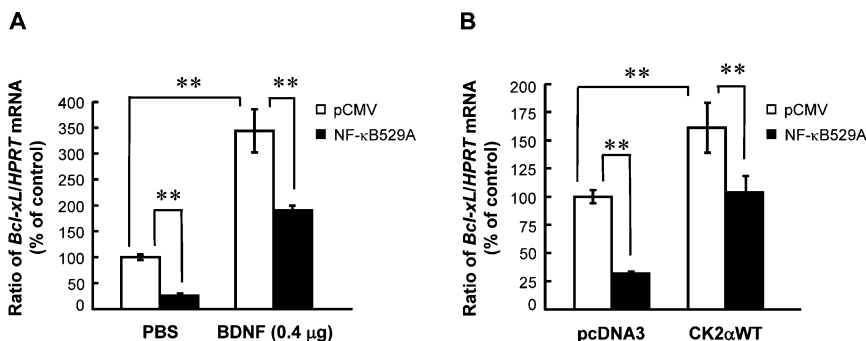 A
Ratio of Bcl-xL/HPRT mRNA
(% of control)
400
350
300
250
200
150
100
50
0
**
**
**
pCMV
NF-κB529A
PBS
BDNF (0.4 μg)
B
Ratio of Bcl-xL/HPRT mRNA
(% of control)
200
175
150
125
100
75
50
25
0
**
**
**
pCMV
NF-κB529A
pcDNA3
CK2αWT